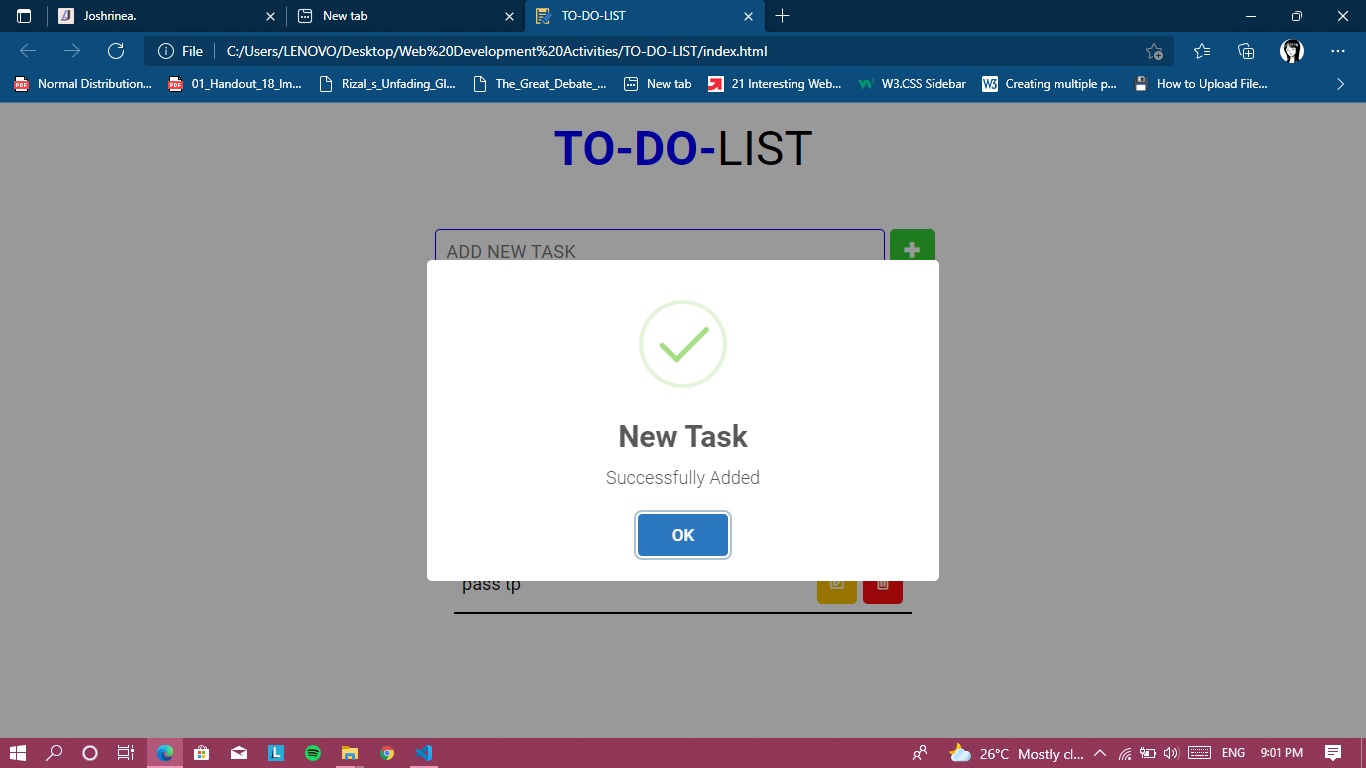 Joshrinea.
New tab
TO-DO-LIST
File
C:/Users/LENOVO/Desktop/Web%20Development%20Activities/TO-DO-LIST/index.html
Normal Distribution...
01_Handout_18_Im...
Rizal_s_Unfading_Gl...
The_Great_Debate_...
New tab
21 Interesting Web...
W3.CSS Sidebar
Creating multiple p...
How to Upload File...
TO-DO-LIST
ADD NEW TASK
New Task
Successfully Added
OK
pass tp
26°C Mostly cl...
ENG
9:01 PM